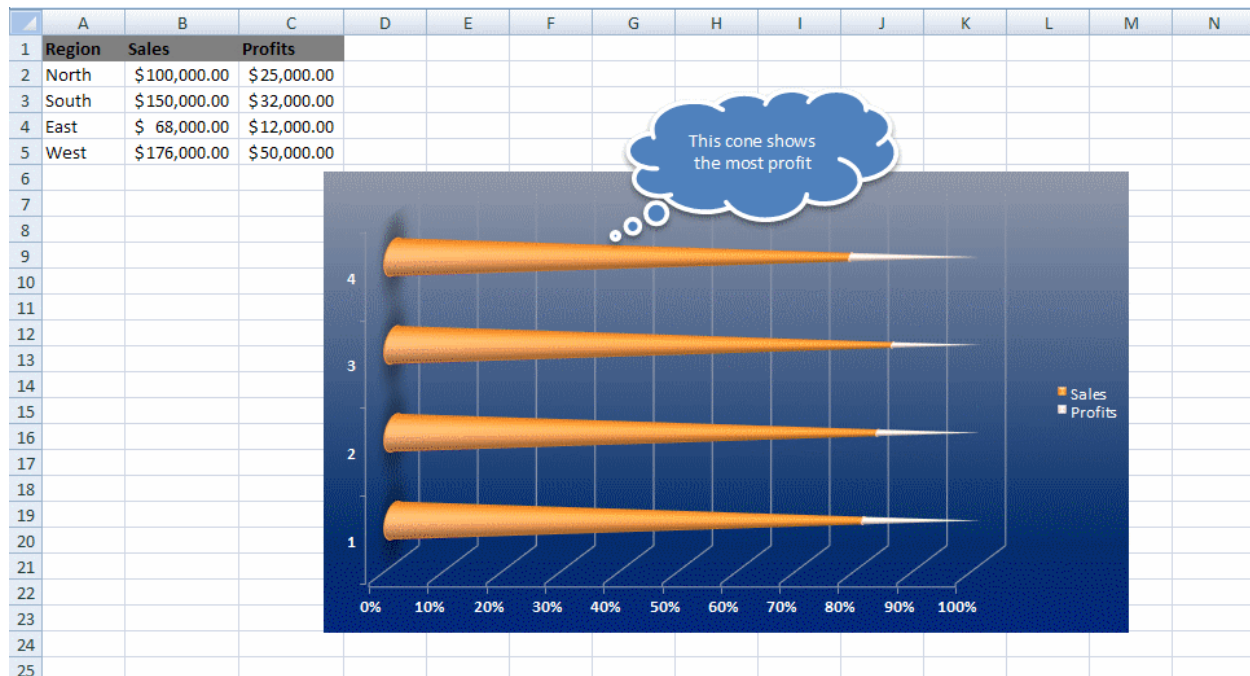 A B C D E F G H I J K L M N
1 Region Sales Profits
2 North $100,000.00 $25,000.00
3 South $150,000.00 $32,000.00
4 East $ 68,000.00 $12,000.00
5 West $176,000.00 $50,000.00
6
7
8
9
10
11
12
13
14
15
16
17
18
19
20
21
22
23
24
25
This cone shows
the most profit
4
3
2
1
Sales
Profits
0% 10% 20% 30% 40% 50% 60% 70% 80% 90% 100%